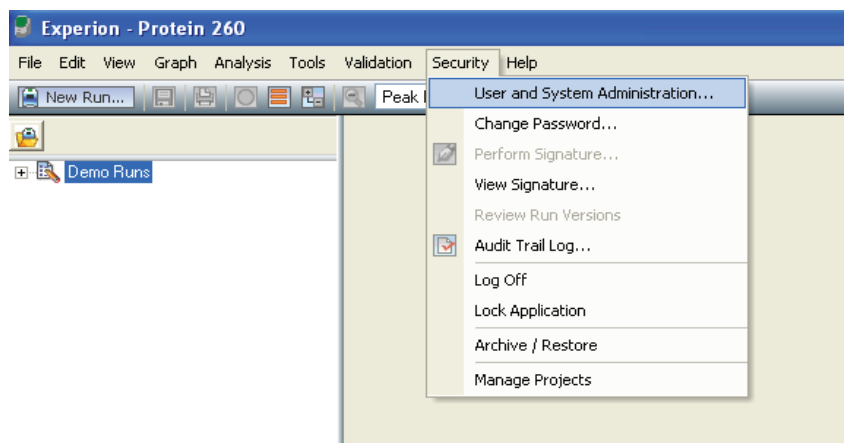 Experion - Protein 260
File Edit View Graph Analysis Tools Validation Security Help
New Run... Peak
User and System Administration...
Change Password...
Demo Runs
Perform Signature...
View Signature...
Review Run Versions
Audit Trail Log...
Log Off
Lock Application
Archive / Restore
Manage Projects